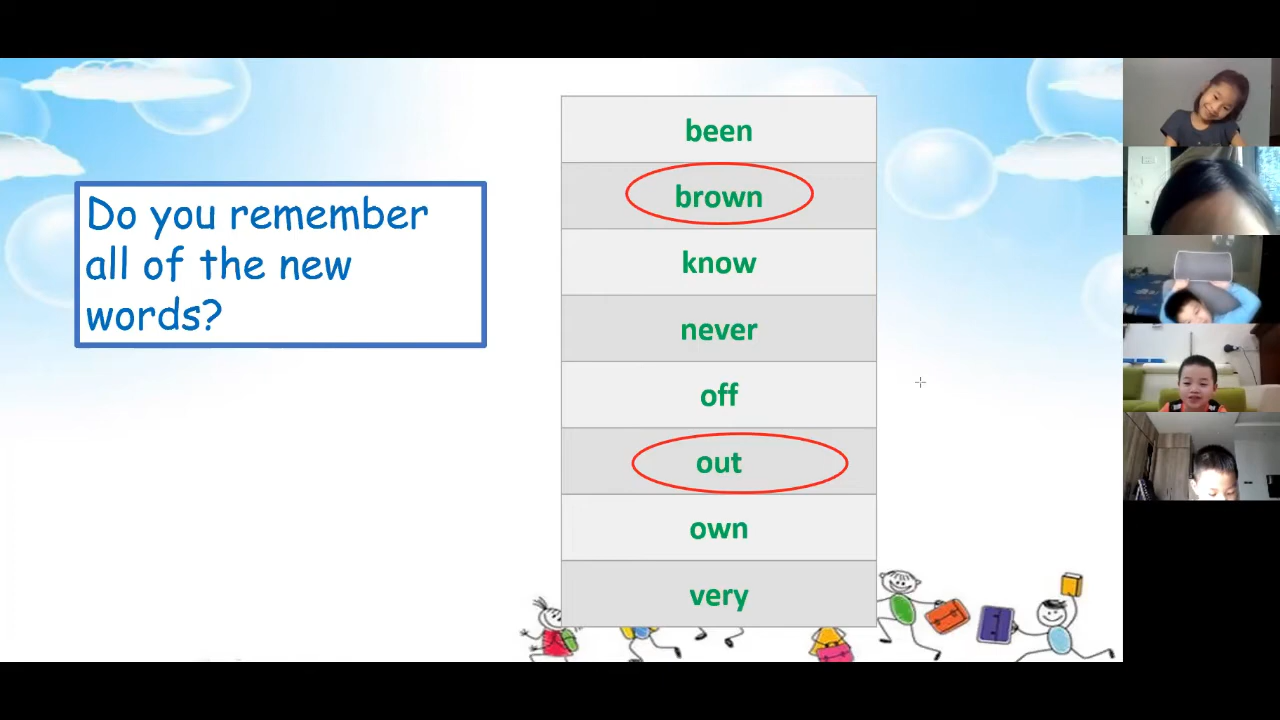 Do you remember
all of the new
words?
been
brown
know
never
off
out
own
very